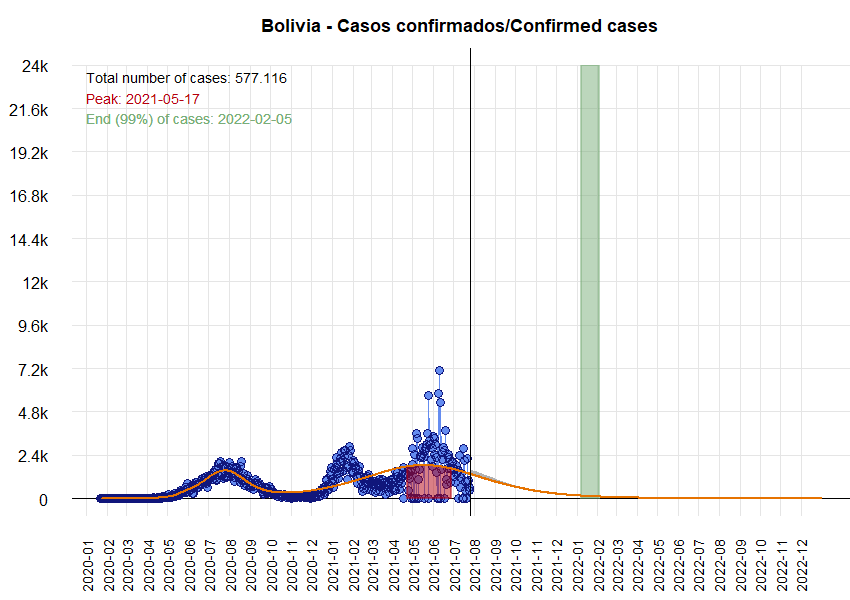 Bolivia - Casos confirmados/Confirmed cases
Total number of cases: 577.116
Peak: 2021-05-17
End (99%) of cases: 2022-02-05
24k
21.6k
19.2k
16.8k
14.4k
12k
9.6k
7.2k
4.8k
2.4k
0
2020-01
2020-02
2020-03
2020-04
2020-05
2020-06
2020-07
2020-08
2020-09
2020-10
2020-11
2020-12
2021-01
2021-02
2021-03
2021-04
2021-05
2021-06
2021-07
2021-08
2021-09
2021-10
2021-11
2021-12
2022-01
2022-02
2022-03
2022-04
2022-05
2022-06
2022-07
2022-08
2022-09
2022-10
2022-11
2022-12